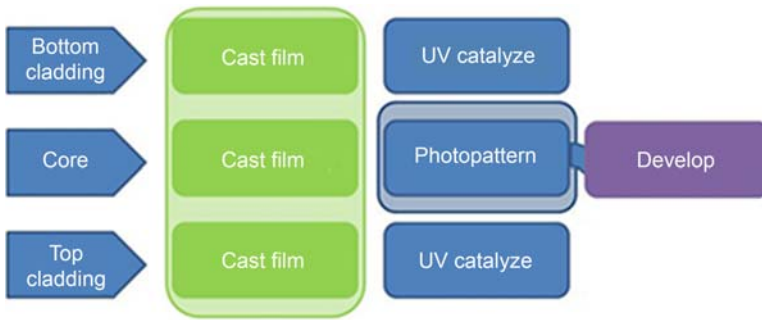 Bottom
cladding
Cast film
UV catalyze
Core
Cast film
Photopattern
Develop
Top
cladding
Cast film
UV catalyze